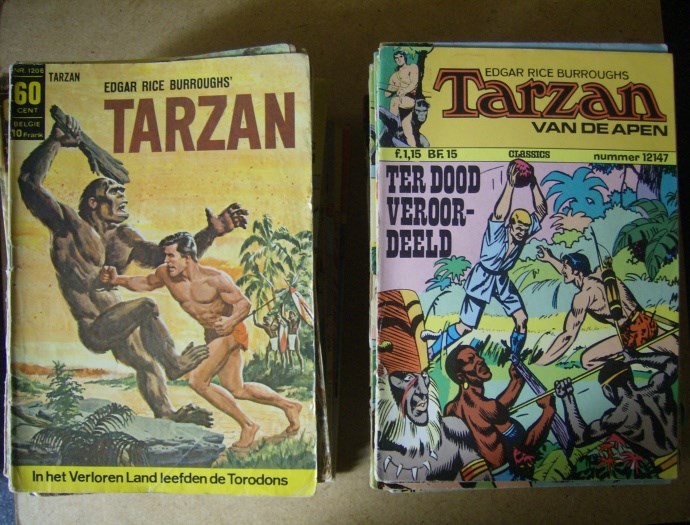 NR. 1206
60
CENT
BELGIE
10 Frank
TARZAN
EDGAR RICE BURROUGHS'
TARZAN
In het Verloren Land leefden de Torodons
EDGAR RICE BURROUGHS
Tarzan
VAN DE APEN
f.1,15 BF.15
CLASSICS
nummer 12147
TER DOOD
VEROOR-
DEELD